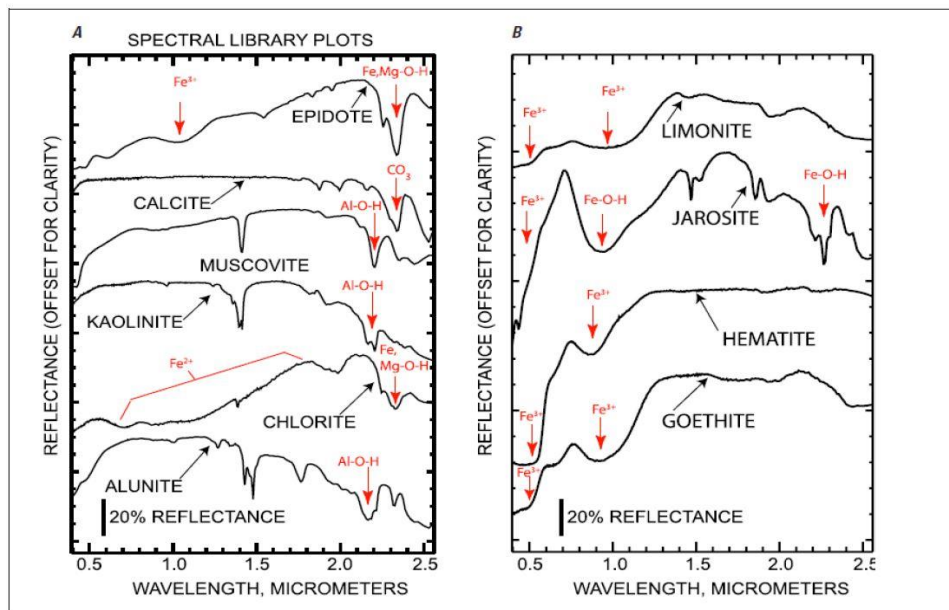 A
SPECTRAL LIBRARY PLOTS
REFLECTANCE (OFFSET FOR CLARITY)
Fe³⁺
Fe,Mg-O-H
EPIDOTE
CO₃
CALCITE
Al-O-H
MUSCOVITE
Al-O-H
KAOLINITE
Fe²⁺
Fe,
Mg-O-H
CHLORITE
Al-O-H
ALUNITE
20% REFLECTANCE
0.5 1.0 1.5 2.0 2.5
WAVELENGTH, MICROMETERS
B
REFLECTANCE (OFFSET FOR CLARITY)
Fe³⁺
Fe³⁺
LIMONITE
Fe³⁺
Fe-O-H
Fe-O-H
JAROSITE
Fe³⁺
HEMATITE
Fe³⁺
Fe³⁺
GOETHITE
Fe³⁺
20% REFLECTANCE
0.5 1.0 1.5 2.0 2.5
WAVELENGTH, MICROMETERS